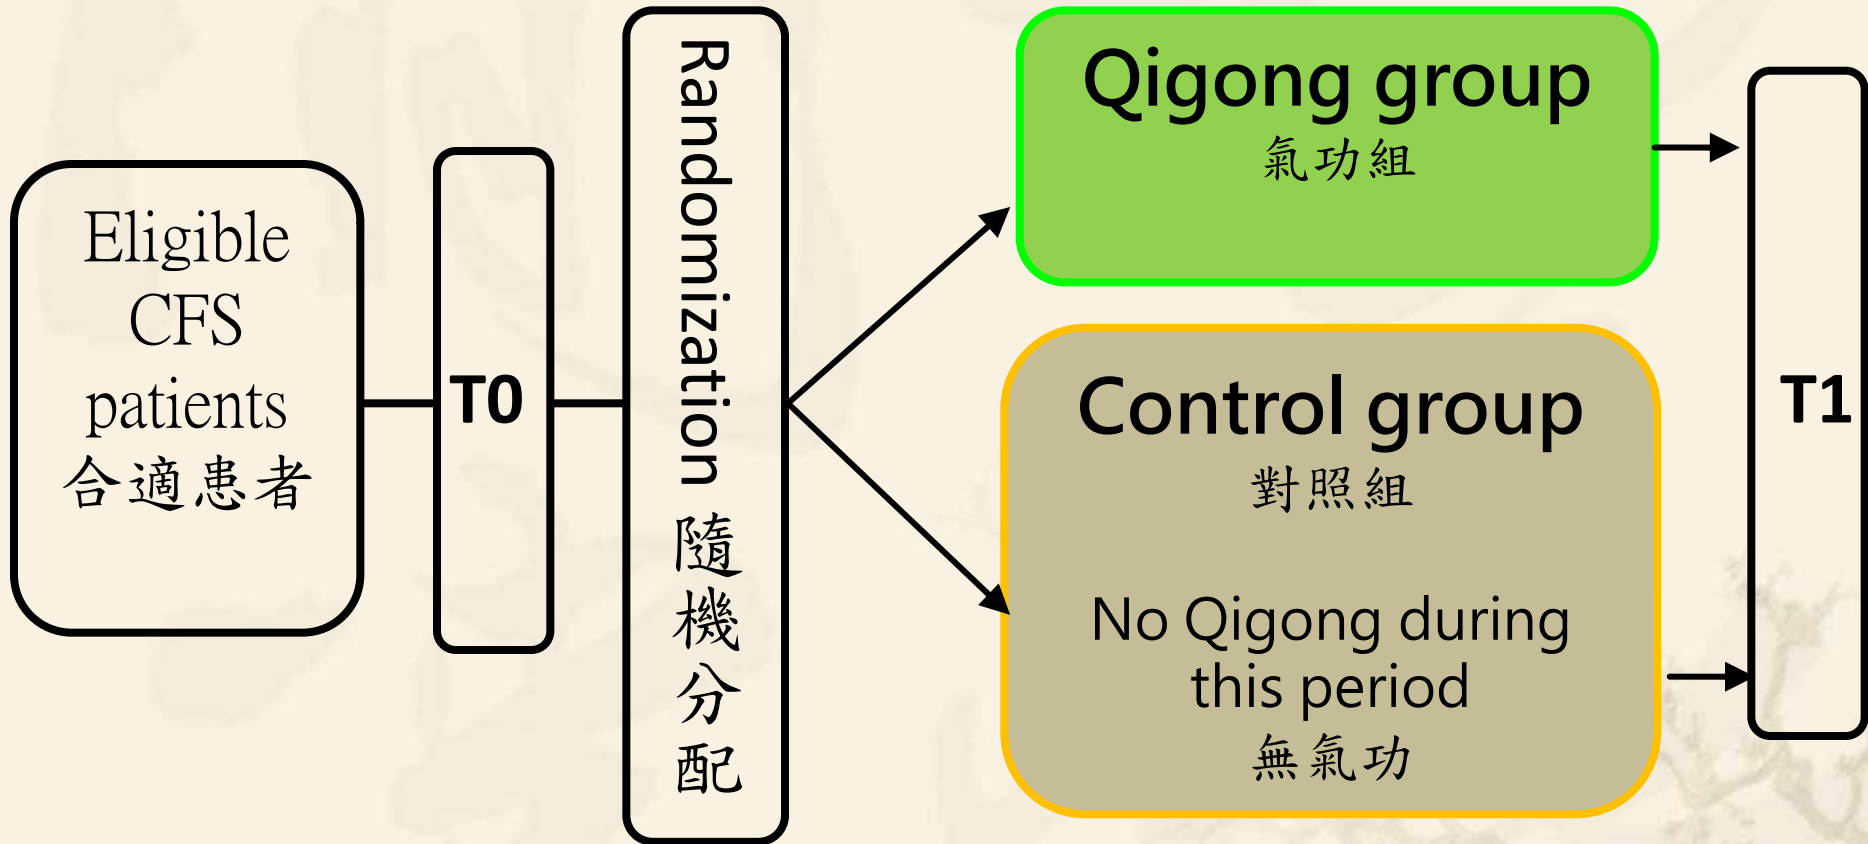 Eligible
CFS
patients
合適患者
T0
Randomization 隨機分配
Qigong group
氣功組
Control group
對照組
No Qigong during
this period
無氣功
T1